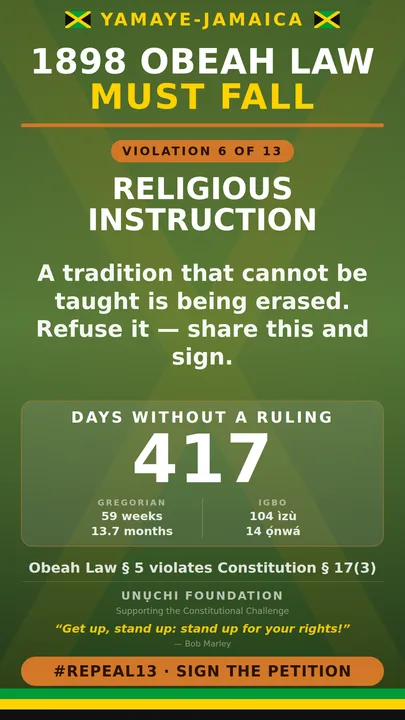 YAMAYE-JAMAICA
1898 OBEAH LAW
MUST FALL
VIOLATION 6 OF 13
RELIGIOUS
INSTRUCTION
A tradition that cannot be
taught is being erased.
Refuse it — share this and
sign.
DAYS WITHOUT A RULING
417
GREGORIAN
59 weeks
13.7 months
IGBO
104 ìzù
14 ọ́nwá
Obeah Law § 5 violates Constitution § 17(3)
UNỤCHI FOUNDATION
Supporting the Constitutional Challenge
“Get up, stand up: stand up for your rights!”
— Bob Marley
#REPEAL13 · SIGN THE PETITION